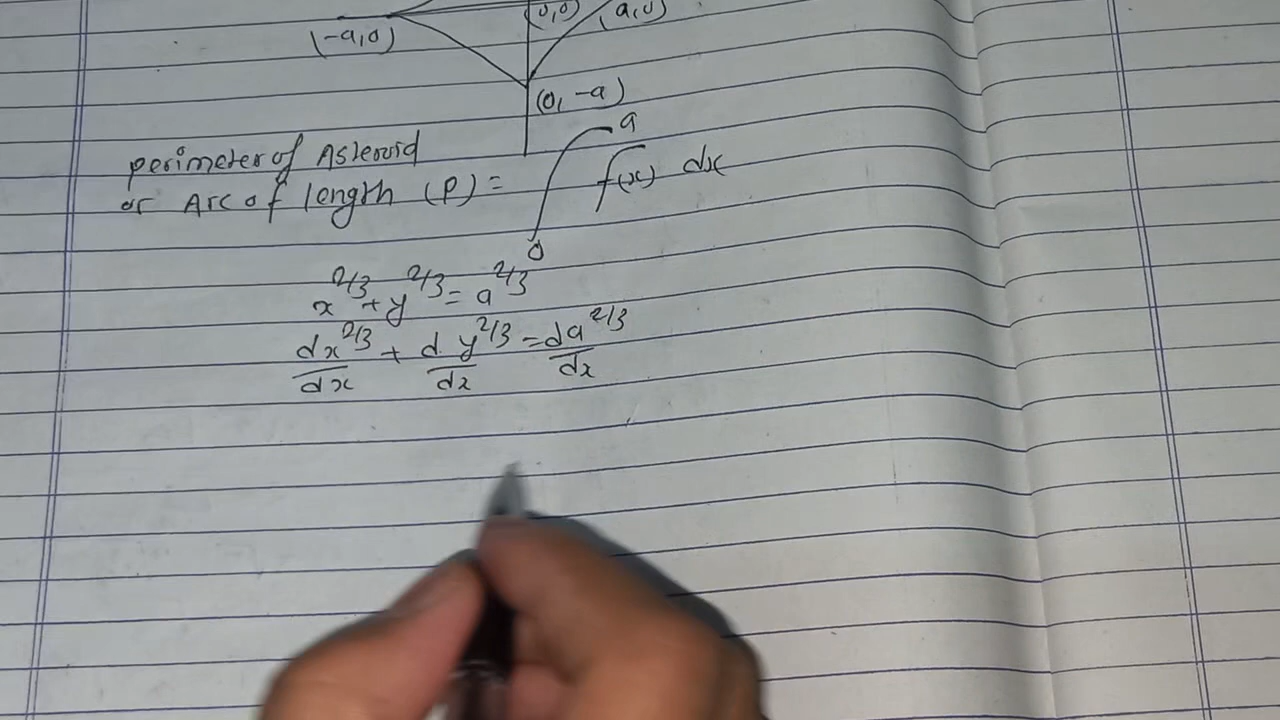 (0,0) (a,0)
(-a,0)
(0, -a)
perimeter of Asteroid
or Arc of length (P) = ∫₀ᵃ f(x) dx
x^2/3 + y^2/3 = a^2/3
dx^2/3/dx + d y^2/3/dx = da^2/3/dx